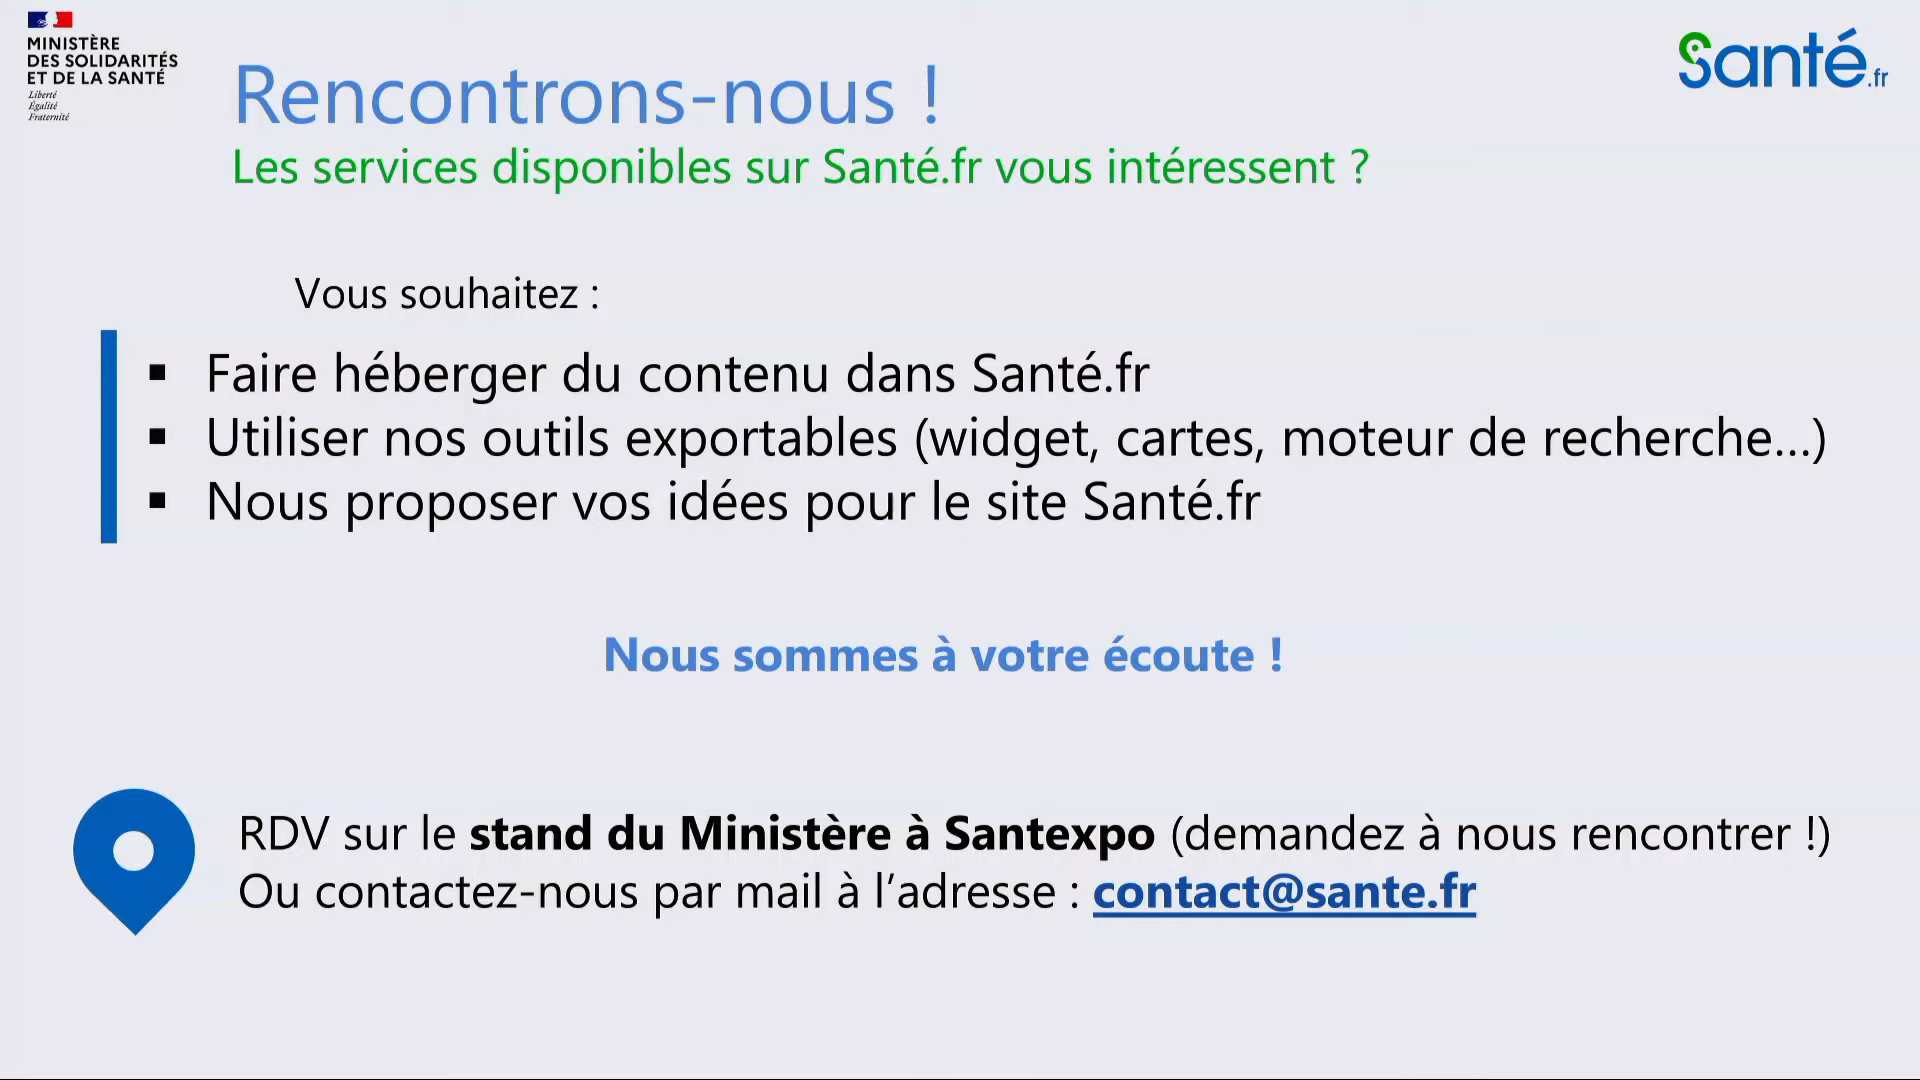 MINISTÈRE
DES SOLIDARITÉS
ET DE LA SANTÉ
Liberté
Égalité
Fraternité
Santé.fr
Rencontrons-nous !
Les services disponibles sur Santé.fr vous intéressent ?
Vous souhaitez :
▪ Faire héberger du contenu dans Santé.fr
▪ Utiliser nos outils exportables (widget, cartes, moteur de recherche...)
▪ Nous proposer vos idées pour le site Santé.fr
Nous sommes à votre écoute !
RDV sur le stand du Ministère à Santexpo (demandez à nous rencontrer !)
Ou contactez-nous par mail à l’adresse : contact@sante.fr